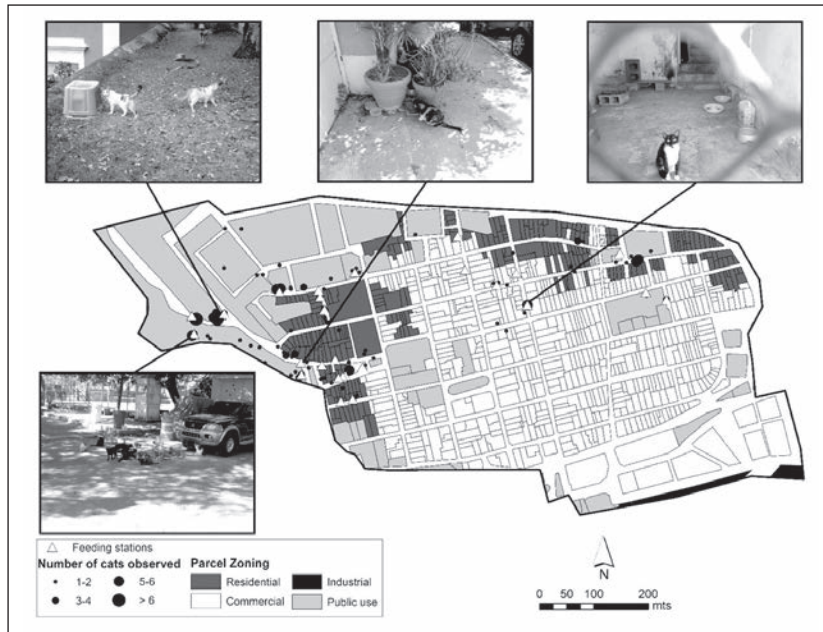 △ Feeding stations
Number of cats observed
1-2
5-6
3-4
> 6
Parcel Zoning
Residential
Industrial
Commercial
Public use
N
0 50 100 200
mts